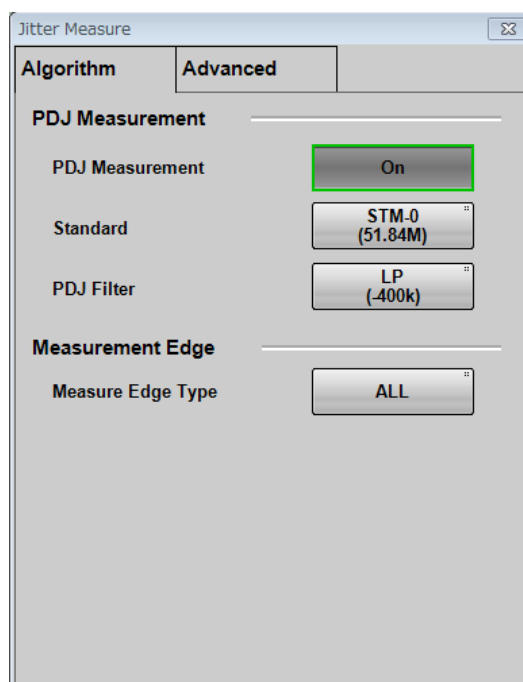 Jitter Measure
Algorithm
Advanced
PDJ Measurement
PDJ Measurement
On
Standard
STM-0
(51.84M)
PDJ Filter
LP
(-400k)
Measurement Edge
Measure Edge Type
ALL